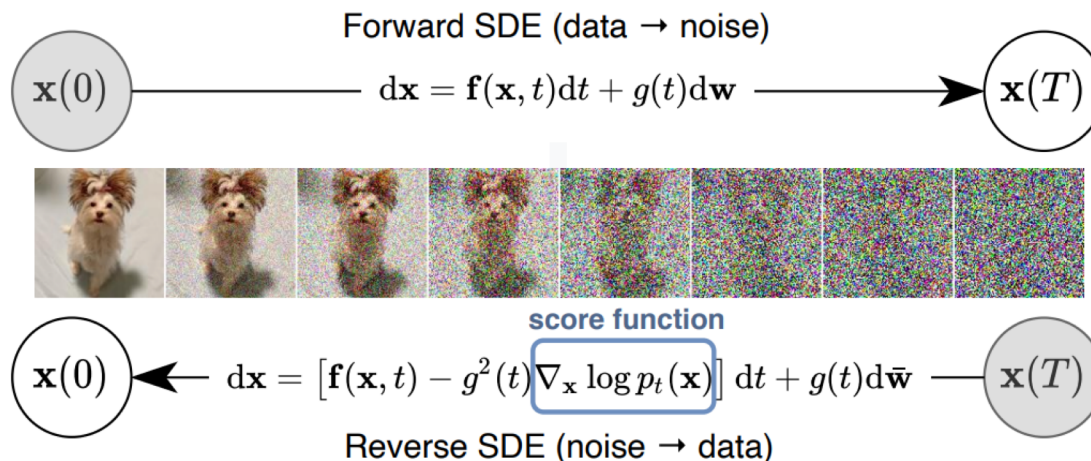 Forward SDE (data → noise)
x(0)
dx = f(x, t)dt + g(t)dw
x(T)
score function
x(0)
dx = [f(x, t) − g²(t)∇ₓ log pₜ(x)] dt + g(t)dw̄
x(T)
Reverse SDE (noise → data)